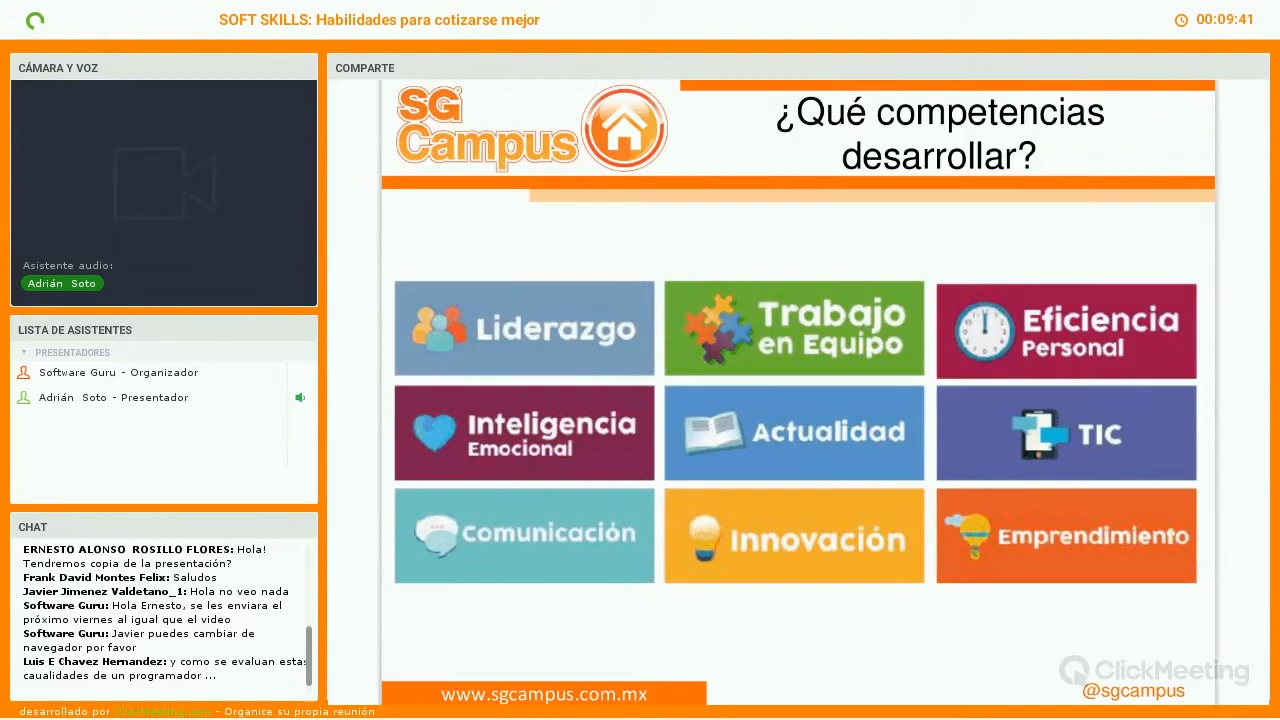 SOFT SKILLS: Habilidades para cotizarse mejor
00:09:41
CÁMARA Y VOZ
Asistente audio:
Adrián Soto
LISTA DE ASISTENTES
PRESENTADORES
Software Guru - Organizador
Adrián Soto - Presentador
CHAT
ERNESTO ALONSO ROSILLO FLORES: Hola!
Tendremos copia de la presentación?
Frank David Montes Felix: Saludos
Javier Jimenez Valdetano_1: Hola no veo nada
Software Guru: Hola Ernesto, se les enviara el
próximo viernes al igual que el video
Software Guru: Javier puedes cambiar de
navegador por favor
Luis E Chavez Hernandez: y como se evaluan estas
caualidades de un programador ...
desarrollado por ClickMeeting.com - Organice su propia reunión
COMPARTE
SG
Campus
¿Qué competencias
desarrollar?
Liderazgo
Trabajo
en Equipo
Eficiencia
Personal
Inteligencia
Emocional
Actualidad
TIC
Comunicación
Innovación
Emprendimiento
ClickMeeting
www.sgcampus.com.mx
@sgcampus